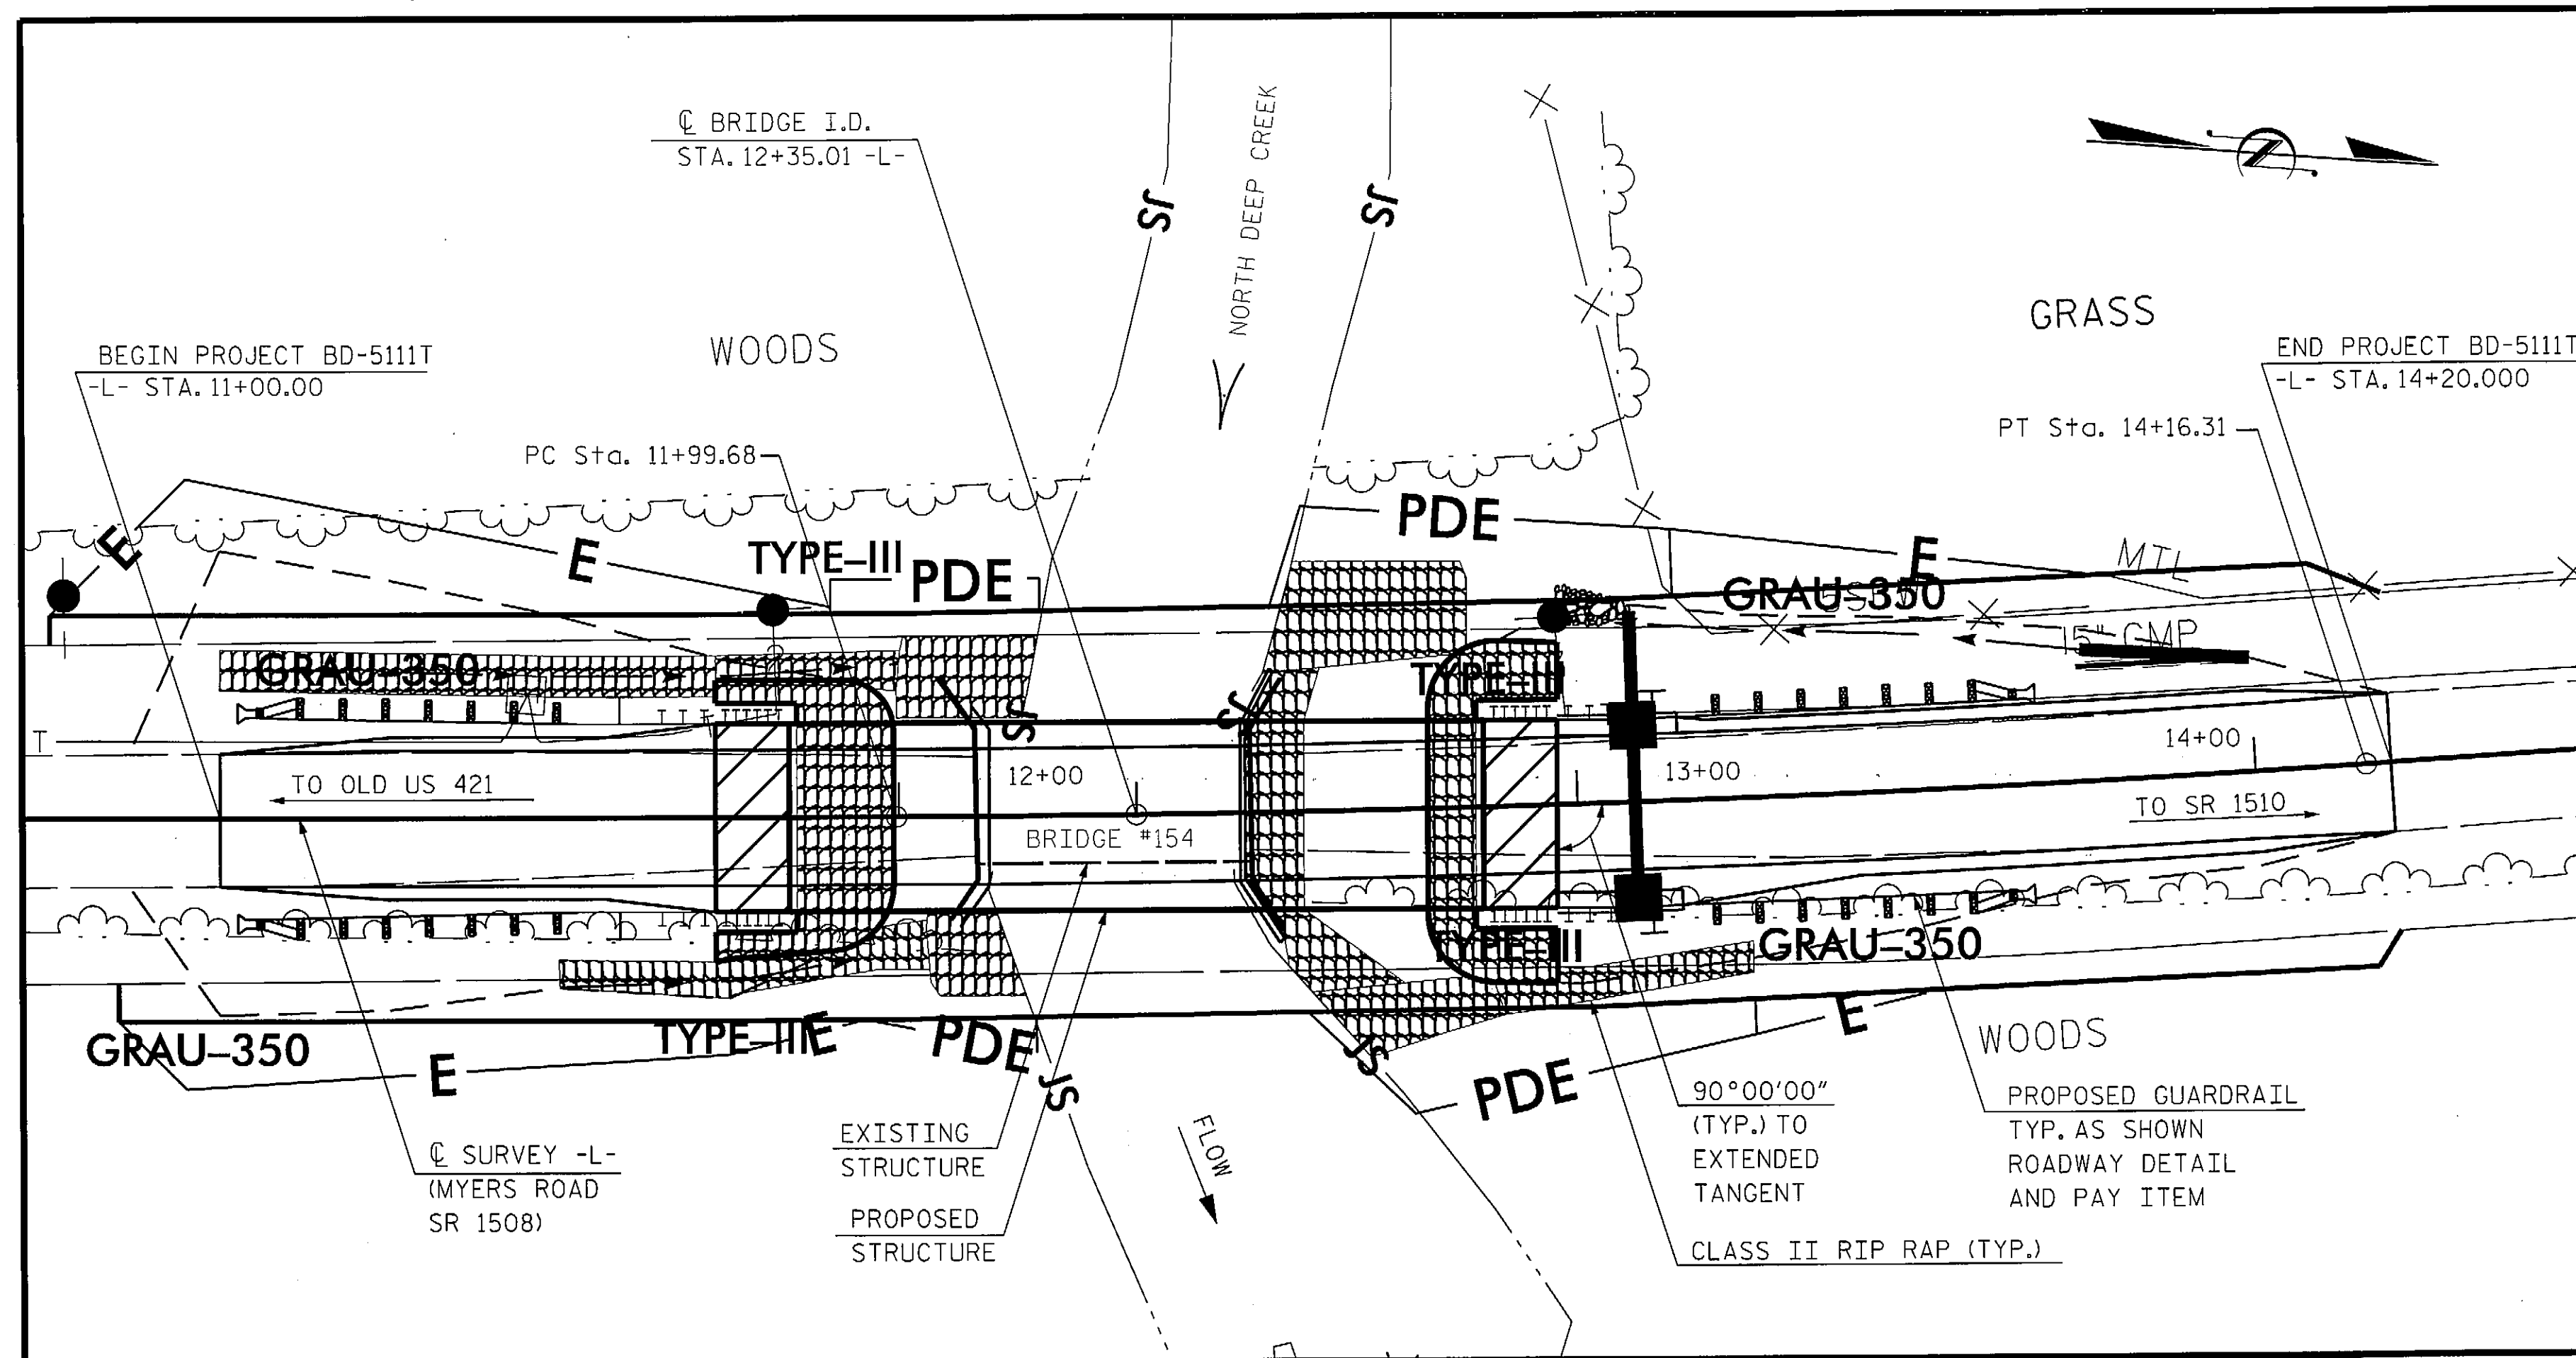 ℄ BRIDGE I.D.
STA. 12+35.01 -L-
NORTH DEEP CREEK
JS
JS
Z
GRASS
WOODS
BEGIN PROJECT BD-5111T
-L- STA. 11+00.00
END PROJECT BD-5111T
-L- STA. 14+20.000
PT Sta. 14+16.31
PC Sta. 11+99.68
E
E
TYPE-III
PDE
PDE
E
MTL
GRAU-350
15" CMP
GRAU-350
TYPE-III
JS
JS
T
14+00
12+00
13+00
TO OLD US 421
TO SR 1510
BRIDGE #154
TYPE-III
GRAU-350
GRAU-350
TYPE-III
E
PDE
E
E
WOODS
JS
JS
PDE
FLOW
℄ SURVEY -L-
(MYERS ROAD
SR 1508)
EXISTING
STRUCTURE
PROPOSED
STRUCTURE
90°00'00"
(TYP.) TO
EXTENDED
TANGENT
PROPOSED GUARDRAIL
TYP. AS SHOWN
ROADWAY DETAIL
AND PAY ITEM
CLASS II RIP RAP (TYP.)